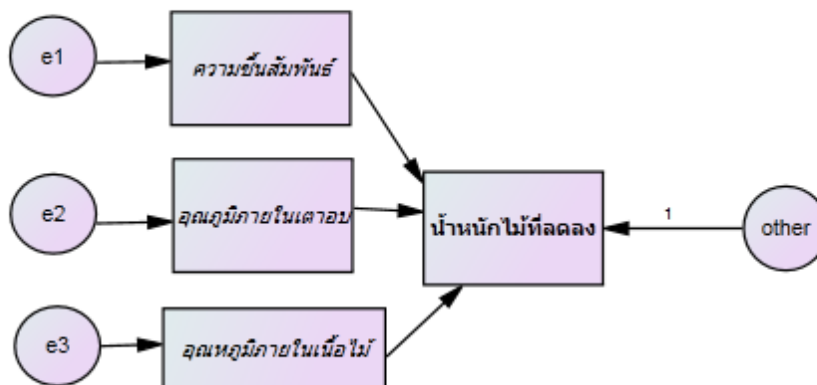 e1
ความขึ้นสัมพันธ์
e2
อุณภูมิภายในเตาอบ
น้ำหนักไม้ที่ลดลง
1
other
e3
อุณหภูมิภายในเนื้อไม้